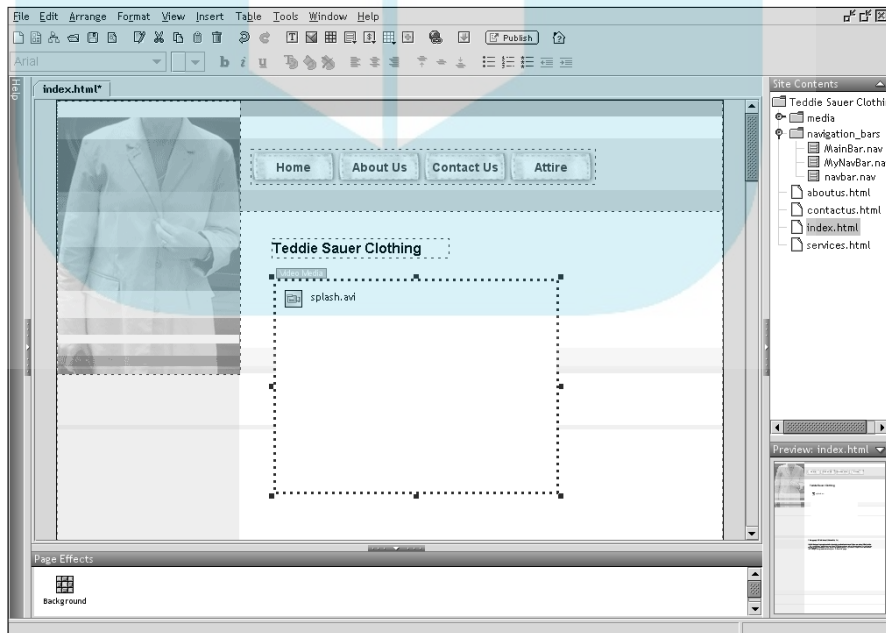 File Edit Arrange Format View Insert Table Tools Window Help
Publish
Arial
b i u
Help
index.html*
Home About Us Contact Us Attire
Teddie Sauer Clothing
Video Media
splash.avi
Site Contents
Teddie Sauer Clothi
media
navigation_bars
MainBar.nav
MyNavBar.na
navbar.nav
aboutus.html
contactus.html
index.html
services.html
Preview: index.html
Page Effects
Background